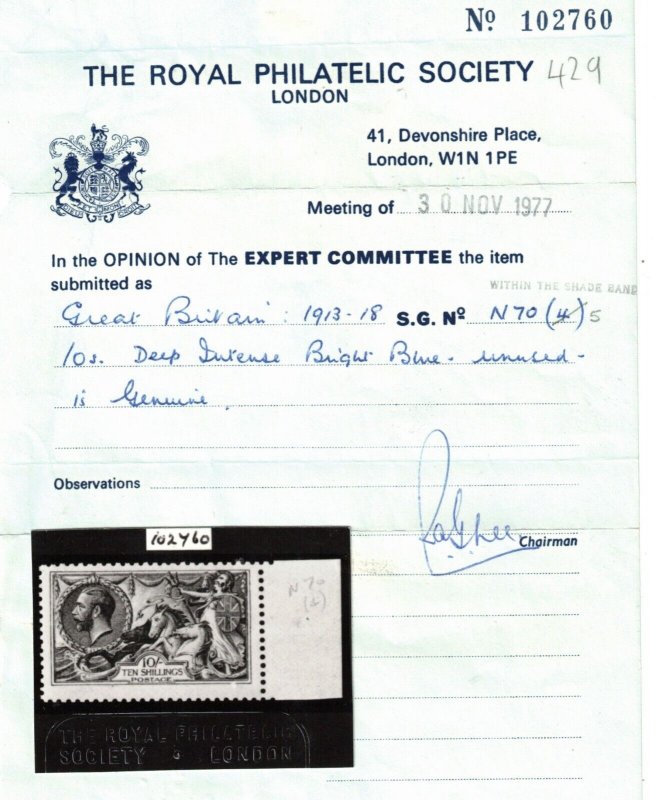 Nº 102760
THE ROYAL PHILATELIC SOCIETY 429
LONDON
41, Devonshire Place,
London, W1N 1PE
Meeting of 30 NOV 1977
In the OPINION of The EXPERT COMMITTEE the item
submitted as
WITHIN THE SHADE BAND
Great Britain: 1913-18 S.G. Nº N70 (4) 5
10s. Deep Intense Bright Blue - unused -
is Genuine.
Observations
Chairman
102760
N70
10/-
TEN SHILLINGS
POSTAGE
THE ROYAL PHILATELIC
SOCIETY LONDON